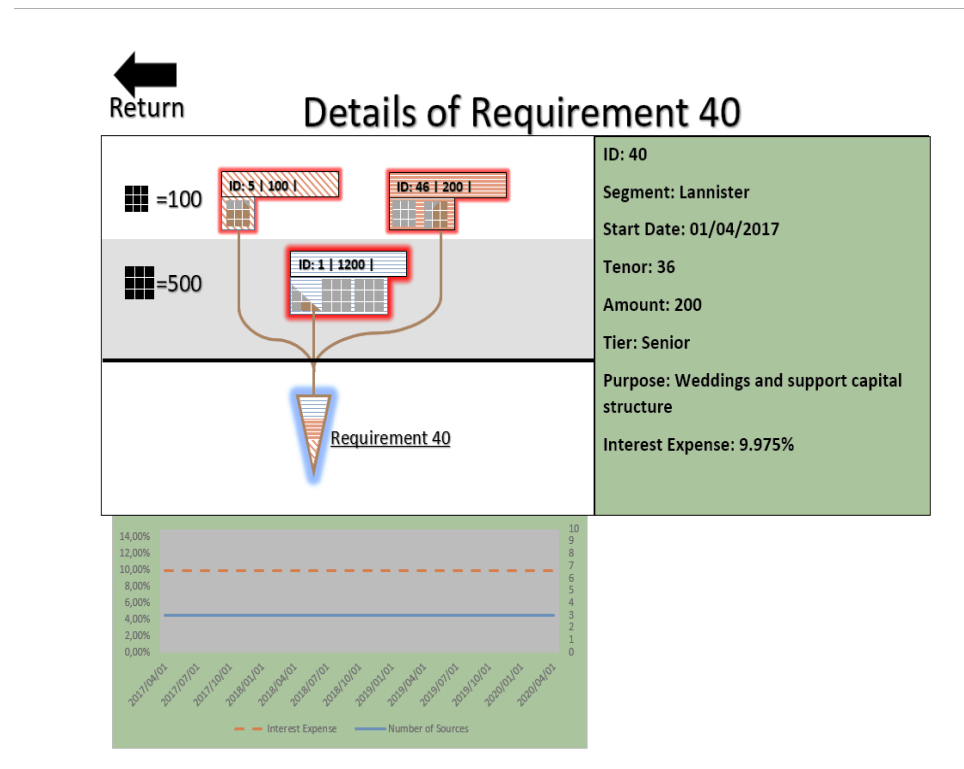 Return
Details of Requirement 40
=100
ID: 5 | 100 |
ID: 46 | 200 |
=500
ID: 1 | 1200 |
Requirement 40
ID: 40
Segment: Lannister
Start Date: 01/04/2017
Tenor: 36
Amount: 200
Tier: Senior
Purpose: Weddings and support capital
structure
Interest Expense: 9.975%
14,00%
12,00%
10,00%
8,00%
6,00%
4,00%
2,00%
0,00%
10
9
8
7
6
5
4
3
2
1
0
2017/04/01
2017/07/01
2017/10/01
2018/01/01
2018/04/01
2018/07/01
2018/10/01
2019/01/01
2019/04/01
2019/07/01
2019/10/01
2020/01/01
2020/04/01
Interest Expense
Number of Sources